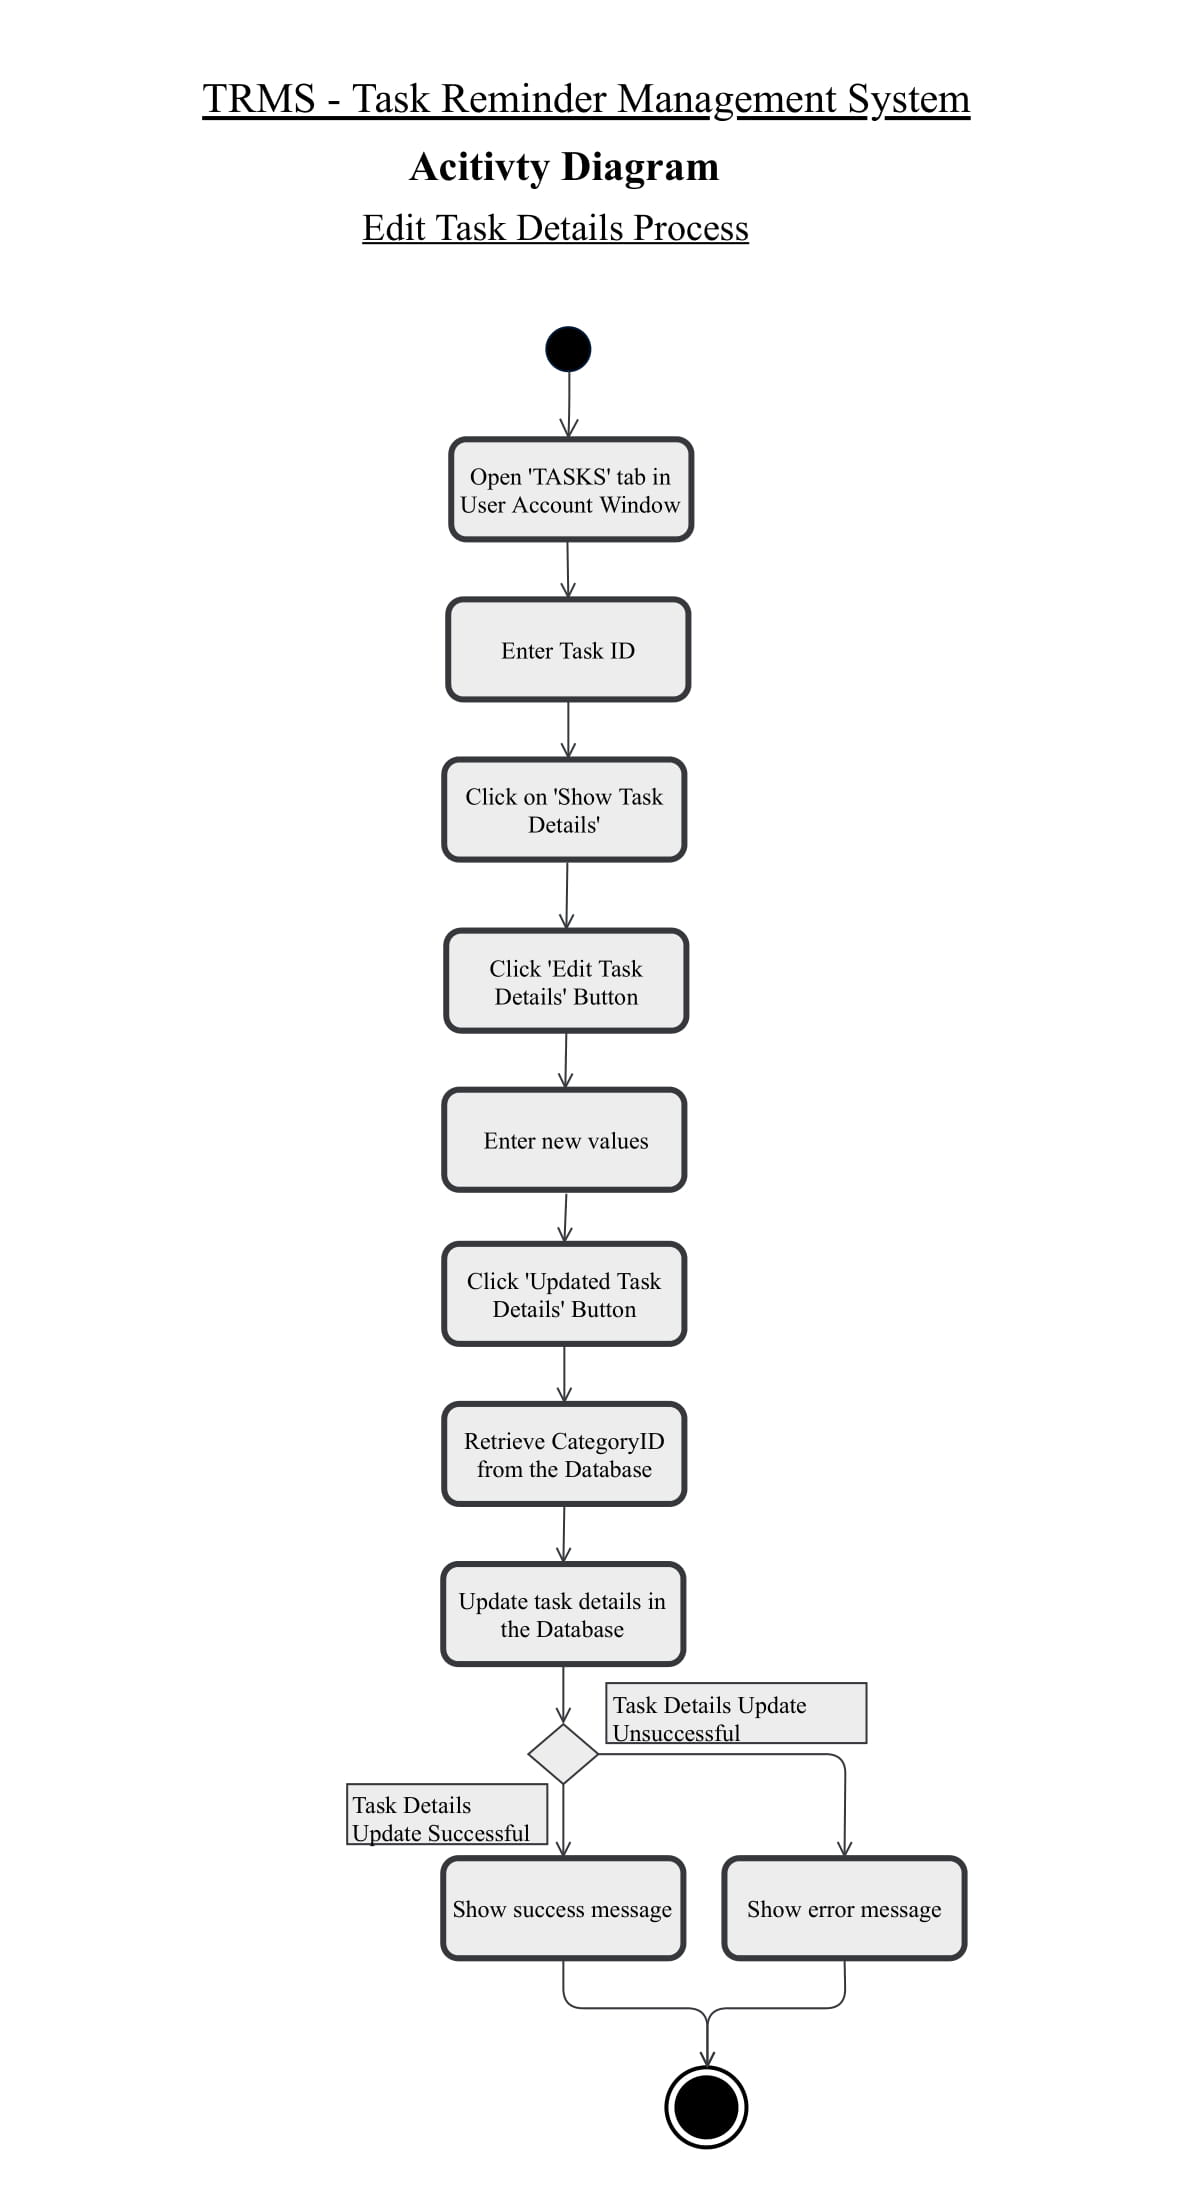 TRMS - Task Reminder Management System
Acitivty Diagram
Edit Task Details Process
Open 'TASKS' tab in
User Account Window
Enter Task ID
Click on 'Show Task
Details'
Click 'Edit Task
Details' Button
Enter new values
Click 'Updated Task
Details' Button
Retrieve CategoryID
from the Database
Update task details in
the Database
Task Details Update
Unsuccessful
Task Details
Update Successful
Show success message
Show error message